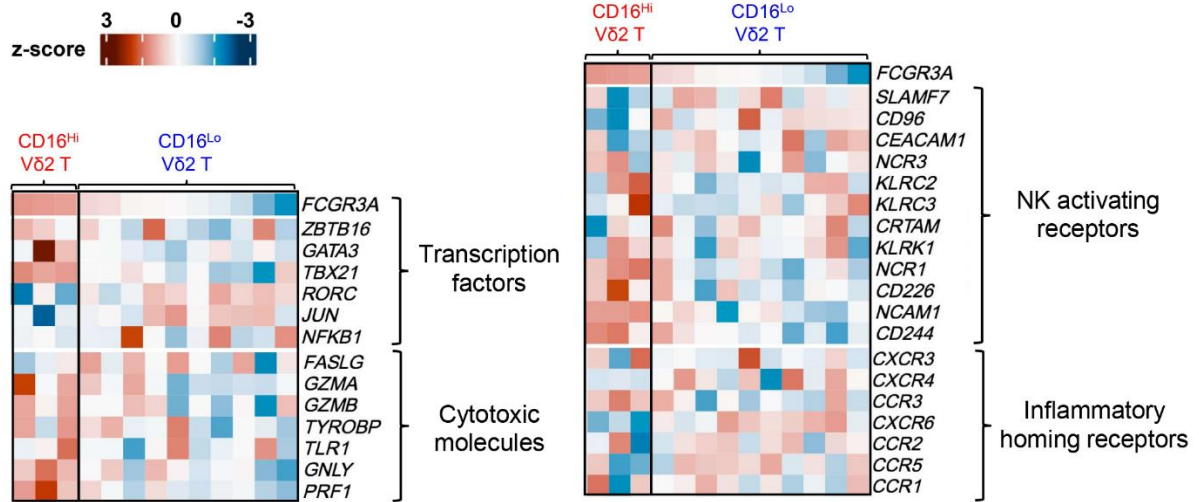 z-score
3 0 -3
CD16Hi
Vδ2 T
CD16Lo
Vδ2 T
FCGR3A
ZBTB16
GATA3
TBX21
RORC
JUN
NFKB1
Transcription
factors
FASLG
GZMA
GZMB
TYROBP
TLR1
GNLY
PRF1
Cytotoxic
molecules
CD16Hi
Vδ2 T
CD16Lo
Vδ2 T
FCGR3A
SLAMF7
CD96
CEACAM1
NCR3
KLRC2
KLRC3
CRTAM
KLRK1
NCR1
CD226
NCAM1
CD244
NK activating
receptors
CXCR3
CXCR4
CCR3
CXCR6
CCR2
CCR5
CCR1
Inflammatory
homing receptors